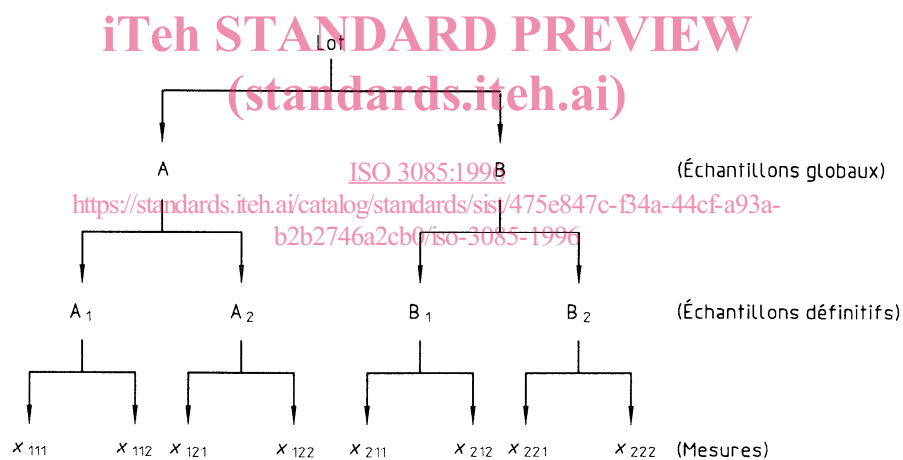 iTeh STANDARD PREVIEW
Lot
(standards.iteh.ai)
A B (Échantillons globaux)
ISO 3085:1996
https://standards.iteh.ai/catalog/standards/sist/475e847c-f34a-44cf-a93a-
b2b2746a2cb0/iso-3085-1996
A1 A2 B1 B2 (Échantillons définitifs)
x111 x112 x121 x122 x211 x212 x221 x222 (Mesures)